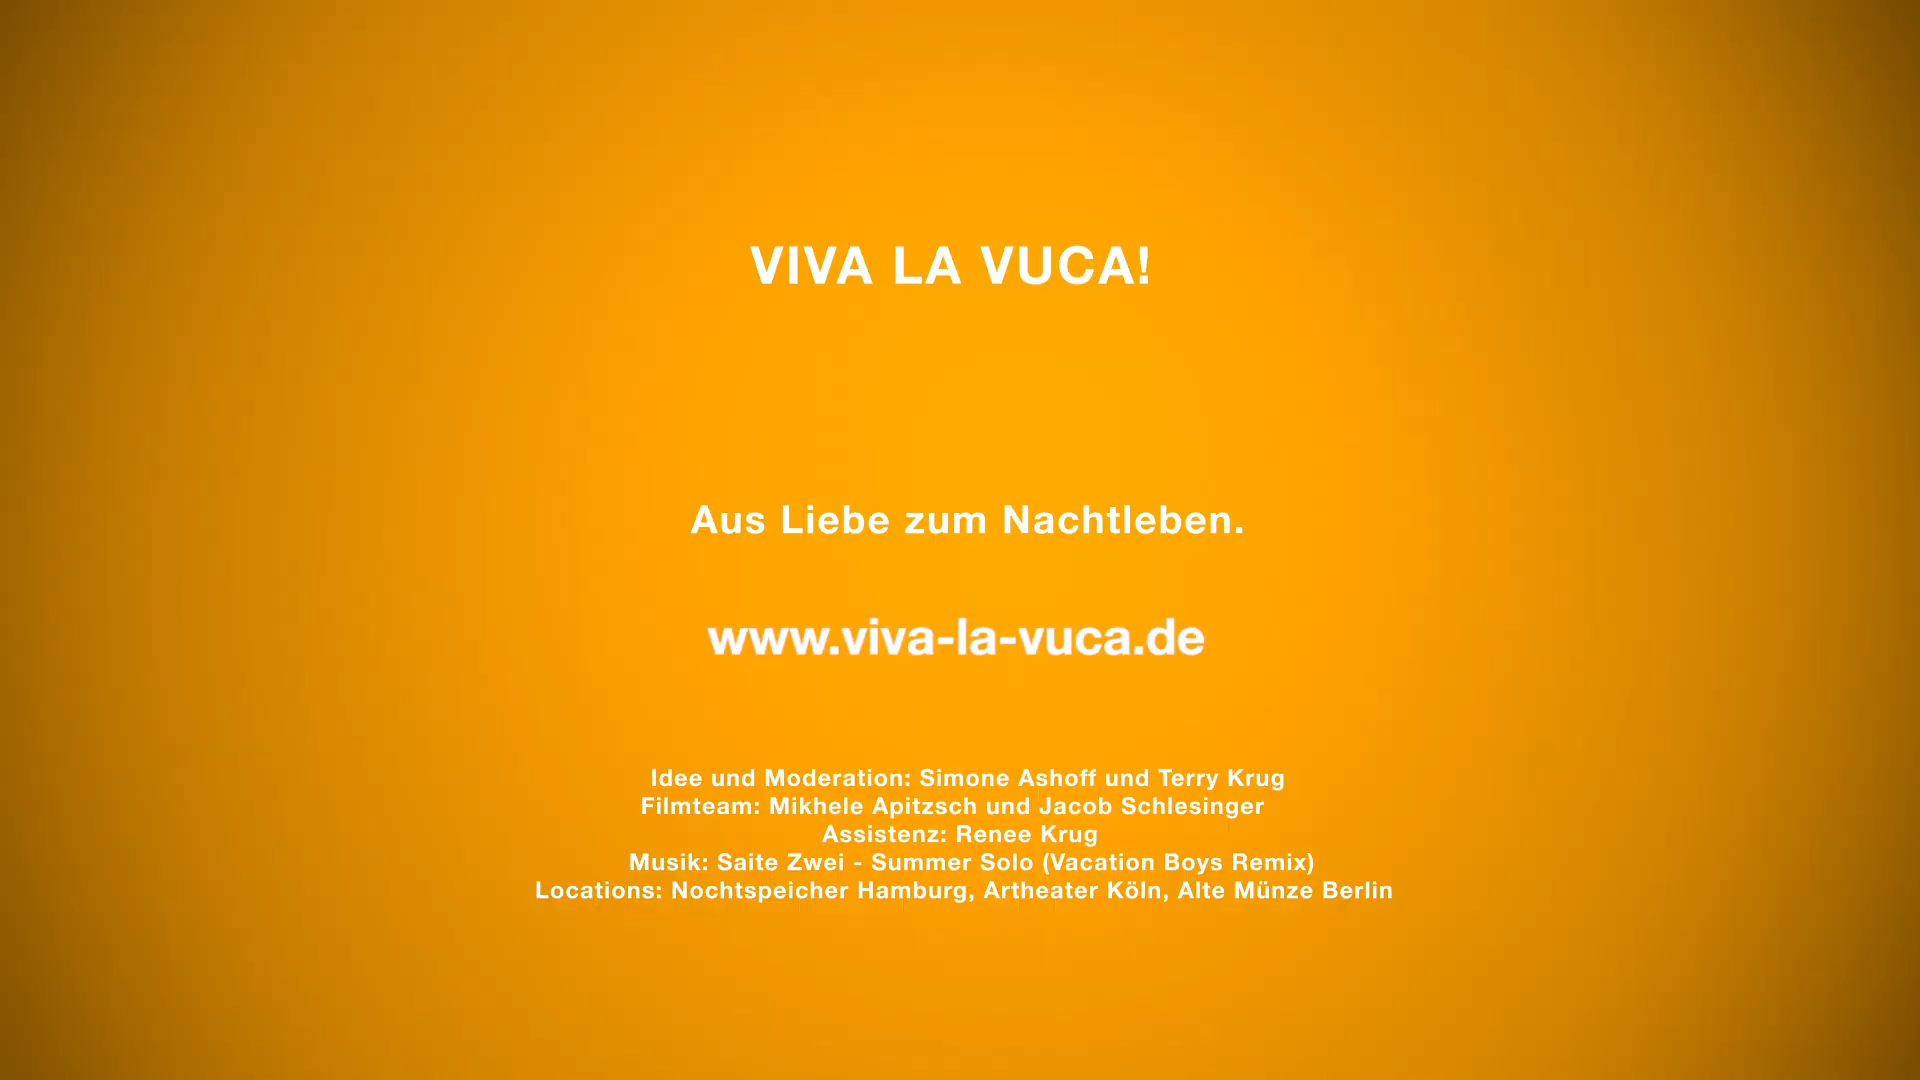 VIVA LA VUCA!
Aus Liebe zum Nachtleben.
www.viva-la-vuca.de
Idee und Moderation: Simone Ashoff und Terry Krug
Filmteam: Mikhele Apitzsch und Jacob Schlesinger
Assistenz: Renee Krug
Musik: Saite Zwei - Summer Solo (Vacation Boys Remix)
Locations: Nochtspeicher Hamburg, Artheater Köln, Alte Münze Berlin